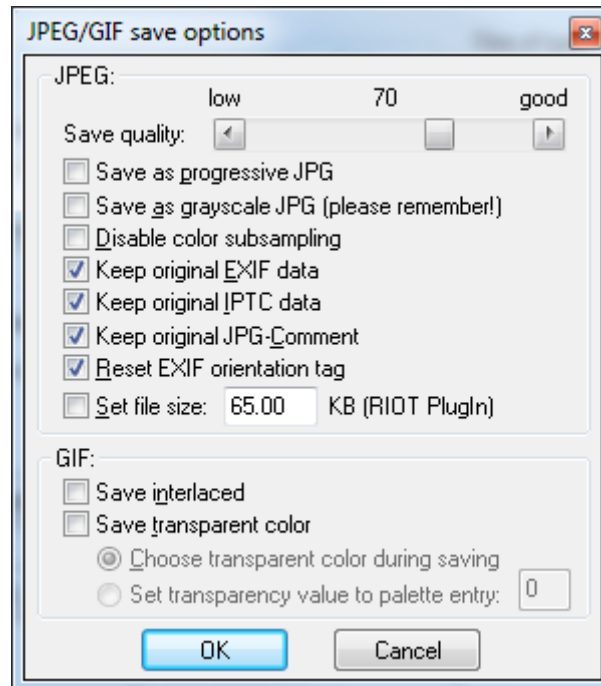 JPEG/GIF save options
JPEG:
low 70 good
Save quality:
Save as progressive JPG
Save as grayscale JPG (please remember!)
Disable color subsampling
Keep original EXIF data
Keep original IPTC data
Keep original JPG-Comment
Reset EXIF orientation tag
Set file size: 65.00 KB (RIOT PlugIn)
GIF:
Save interlaced
Save transparent color
Choose transparent color during saving
Set transparency value to palette entry: 0
OK Cancel